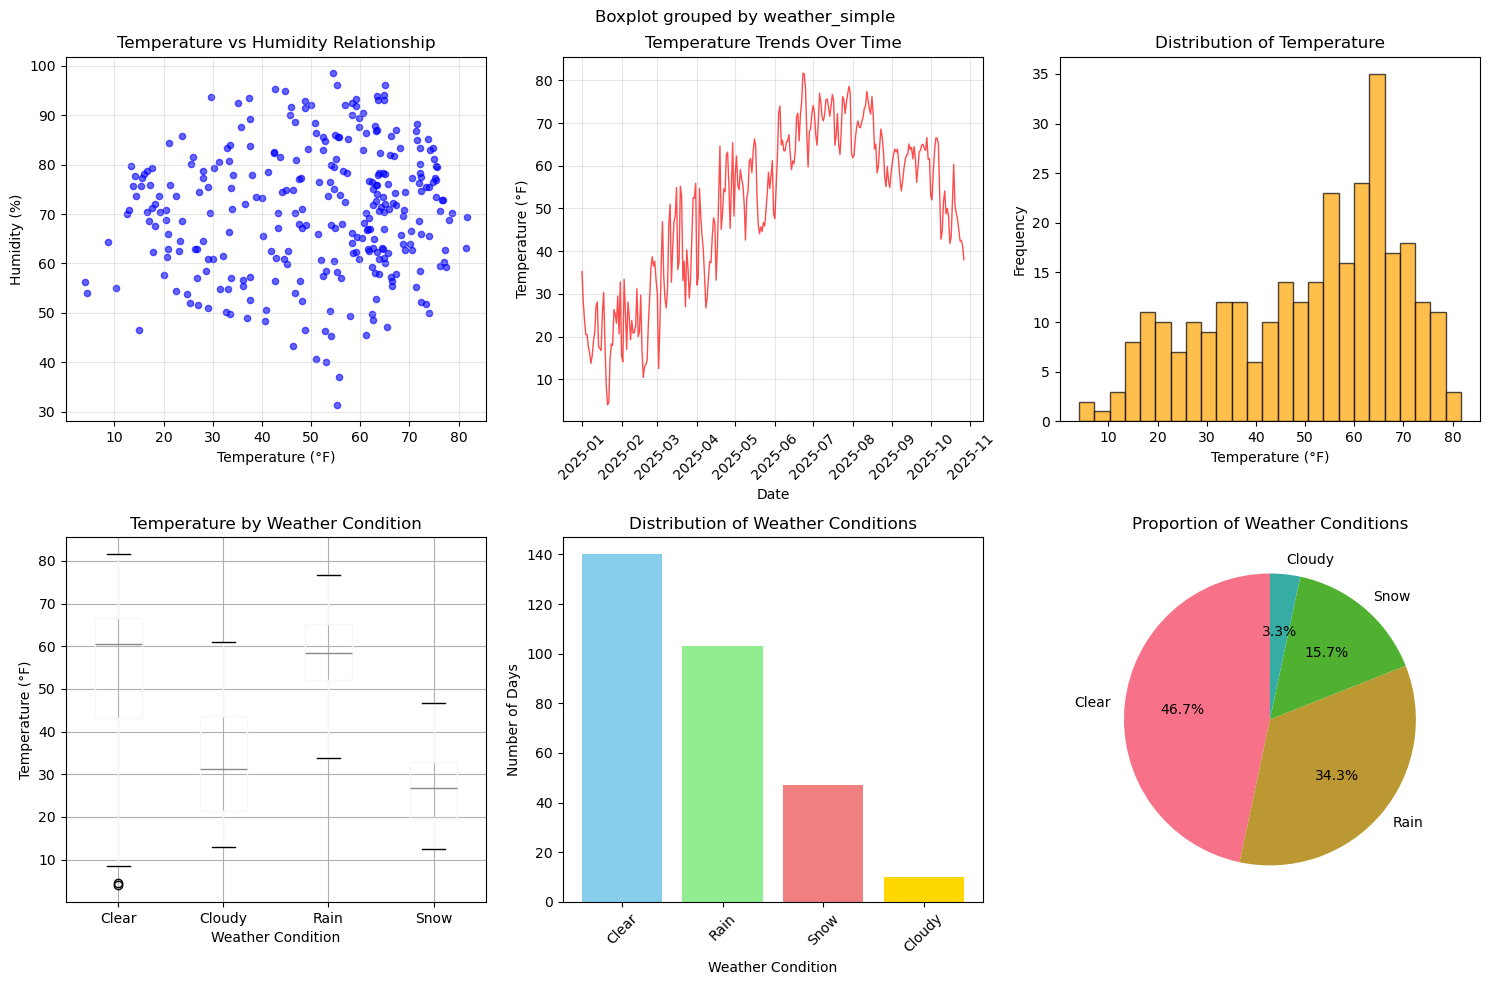 Boxplot grouped by weather_simple
Temperature vs Humidity Relationship
Humidity (%)
100
90
80
70
60
50
40
30
10 20 30 40 50 60 70 80
Temperature (°F)
Temperature Trends Over Time
Temperature (°F)
80
70
60
50
40
30
20
10
2025-01 2025-02 2025-03 2025-04 2025-05 2025-06 2025-07 2025-08 2025-09 2025-10 2025-11
Date
Distribution of Temperature
Frequency
35
30
25
20
15
10
5
0
10 20 30 40 50 60 70 80
Temperature (°F)
Temperature by Weather Condition
Temperature (°F)
80
70
60
50
40
30
20
10
Clear Cloudy Rain Snow
Weather Condition
Distribution of Weather Conditions
Number of Days
140
120
100
80
60
40
20
0
Clear Rain Snow Cloudy
Weather Condition
Proportion of Weather Conditions
Cloudy
Snow
3.3%
15.7%
Clear
46.7%
34.3%
Rain